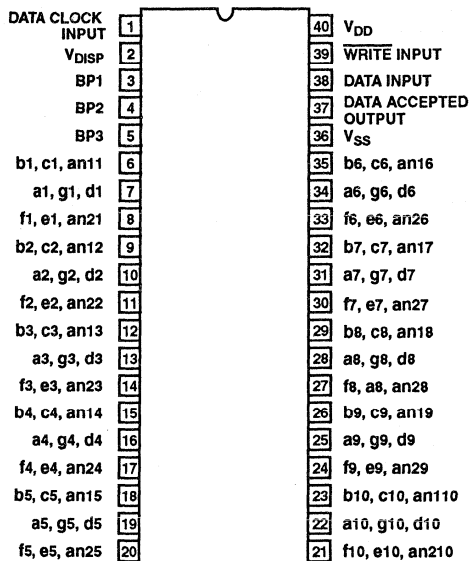 DATA CLOCK
INPUT
1
40
VDD
VDISP
2
39
WRITE INPUT
BP1
3
38
DATA INPUT
BP2
4
37
DATA ACCEPTED
OUTPUT
BP3
5
36
VSS
b1, c1, an11
6
35
b6, c6, an16
a1, g1, d1
7
34
a6, g6, d6
f1, e1, an21
8
33
f6, e6, an26
b2, c2, an12
9
32
b7, c7, an17
a2, g2, d2
10
31
a7, g7, d7
f2, e2, an22
11
30
f7, e7, an27
b3, c3, an13
12
29
b8, c8, an18
a3, g3, d3
13
28
a8, g8, d8
f3, e3, an23
14
27
f8, a8, an28
b4, c4, an14
15
26
b9, c9, an19
a4, g4, d4
16
25
a9, g9, d9
f4, e4, an24
17
24
f9, e9, an29
b5, c5, an15
18
23
b10, c10, an110
a5, g5, d5
19
22
a10, g10, d10
f5, e5, an25
20
21
f10, e10, an210